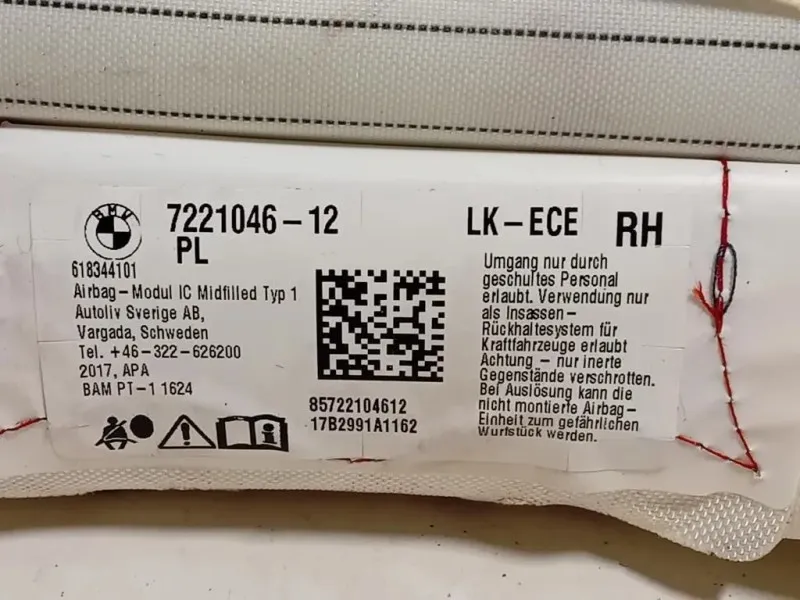 BMW
7221046-12
PL
LK-ECE RH
618344101
Airbag-Modul IC Midfilled Typ 1
Autoliv Sverige AB,
Vargada, Schweden
Tel. +46-322-626200
2017, APA
BAM PT-1 1624
85722104612
17B2991A1162
Umgang nur durch
geschultes Personal
erlaubt. Verwendung nur
als Insassen-
Rückhaltesystem für
Kraftfahrzeuge erlaubt
Achtung - nur inerte
Gegenstände verschrotten.
Bei Auslösung kann die
nicht montierte Airbag-
Einheit zum gefährlichen
Wurfstück werden.